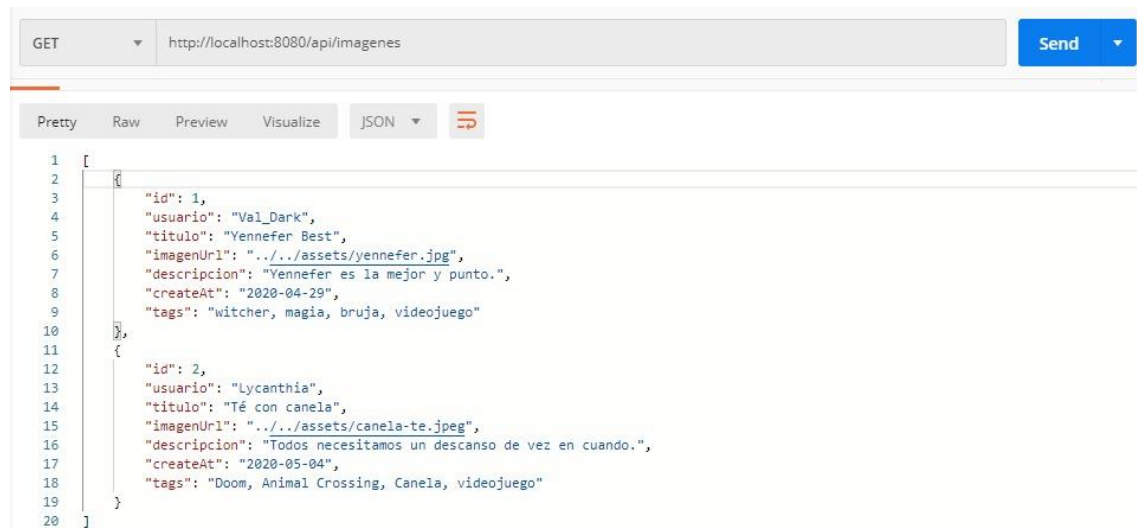 GET http://localhost:8080/api/imagenes Send
Pretty Raw Preview Visualize JSON
1 [
2 {
3 "id": 1,
4 "usuario": "Val_Dark",
5 "titulo": "Yennefer Best",
6 "imagenUrl": "../../assets/yennefer.jpg",
7 "descripcion": "Yennefer es la mejor y punto.",
8 "createAt": "2020-04-29",
9 "tags": "witcher, magia, bruja, videojuego"
10 },
11 {
12 "id": 2,
13 "usuario": "Lycanthia",
14 "titulo": "Té con canela",
15 "imagenUrl": "../../assets/canela-te.jpeg",
16 "descripcion": "Todos necesitamos un descanso de vez en cuando.",
17 "createAt": "2020-05-04",
18 "tags": "Doom, Animal Crossing, Canela, videojuego"
19 }
20 ]